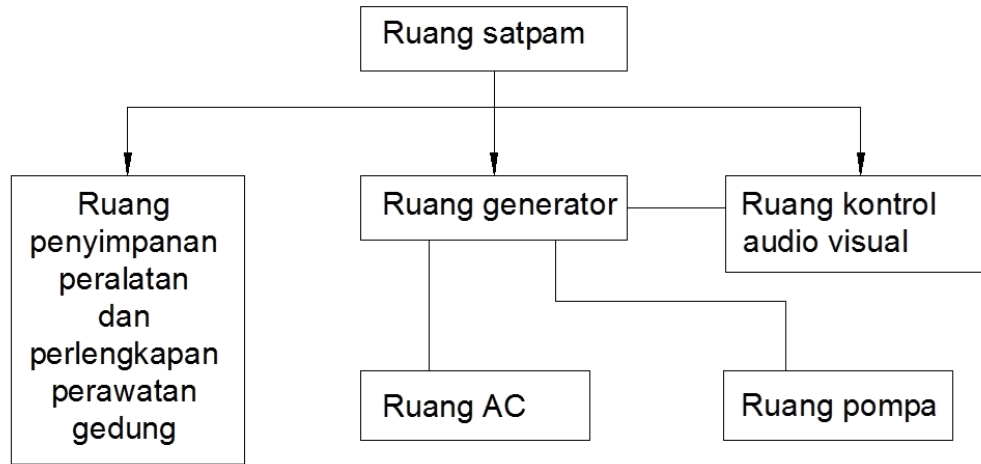 Ruang satpam
Ruang
penyimpanan
peralatan
dan
perlengkapan
perawatan
gedung
Ruang generator
Ruang kontrol
audio visual
Ruang AC
Ruang pompa